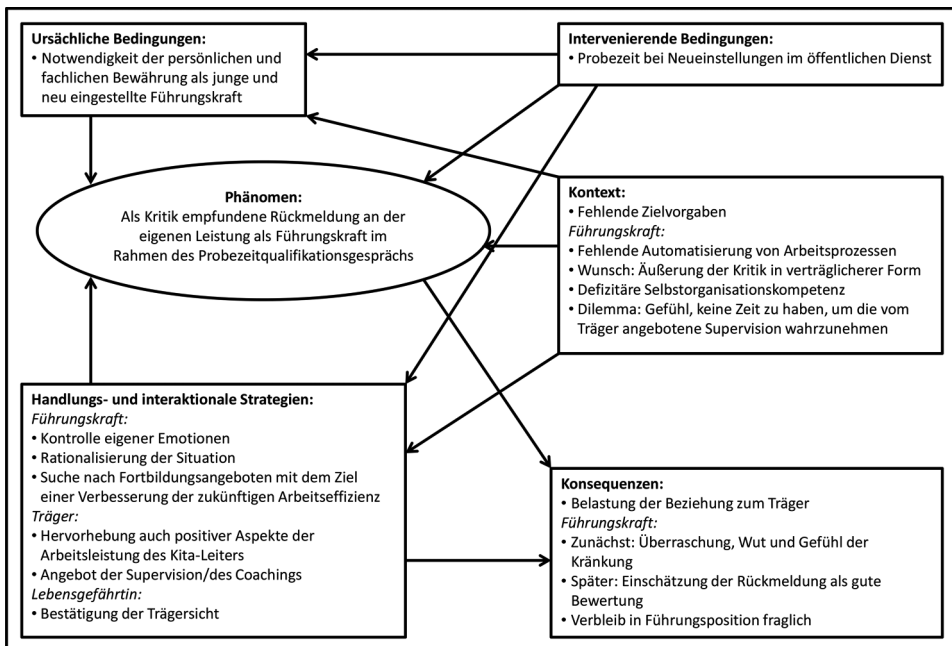 Ursächliche Bedingungen:
• Notwendigkeit der persönlichen und
fachlichen Bewährung als junge und
neu eingestellte Führungskraft
Intervenierende Bedingungen:
• Probezeit bei Neueinstellungen im öffentlichen Dienst
Phänomen:
Als Kritik empfundene Rückmeldung an der
eigenen Leistung als Führungskraft im
Rahmen des Probezeitqualifikationsgesprächs
Kontext:
• Fehlende Zielvorgaben
Führungskraft:
• Fehlende Automatisierung von Arbeitsprozessen
• Wunsch: Äußerung der Kritik in verträglicherer Form
• Defizitäre Selbstorganisationskompetenz
• Dilemma: Gefühl, keine Zeit zu haben, um die vom
Träger angebotene Supervision wahrzunehmen
Handlungs- und interaktionale Strategien:
Führungskraft:
• Kontrolle eigener Emotionen
• Rationalisierung der Situation
• Suche nach Fortbildungsangeboten mit dem Ziel
einer Verbesserung der zukünftigen Arbeitseffizienz
Träger:
• Hervorhebung auch positiver Aspekte der
Arbeitsleistung des Kita-Leiters
• Angebot der Supervision/des Coachings
Lebensgefährtin:
• Bestätigung der Trägersicht
Konsequenzen:
• Belastung der Beziehung zum Träger
Führungskraft:
• Zunächst: Überraschung, Wut und Gefühl der
Kränkung
• Später: Einschätzung der Rückmeldung als gute
Bewertung
• Verbleib in Führungsposition fraglich